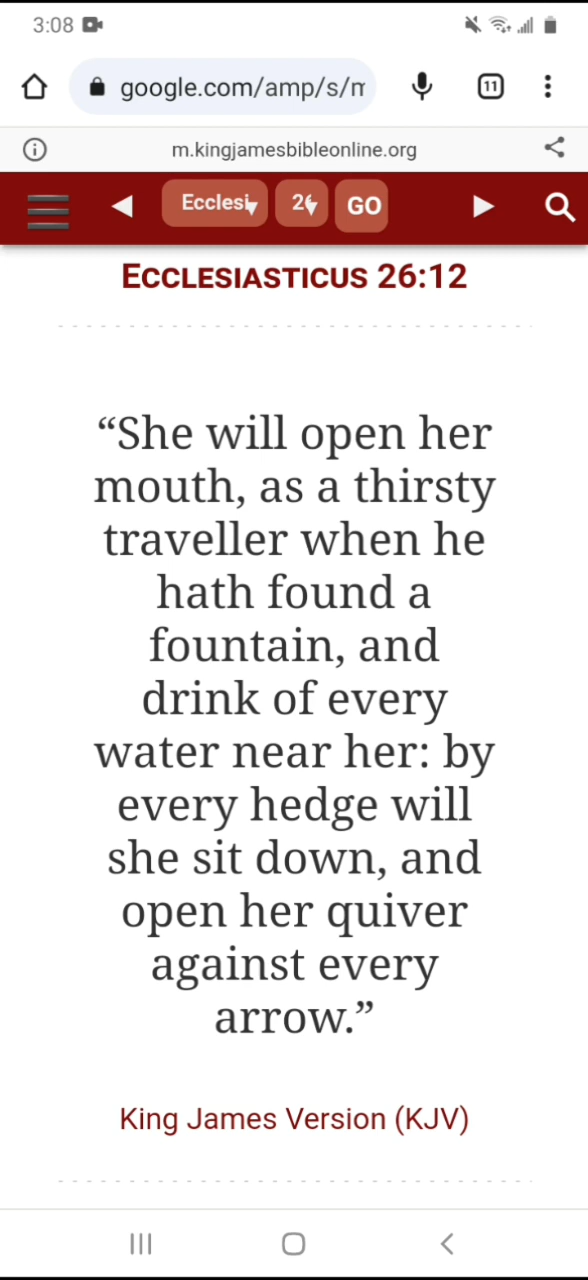 3:08
google.com/amp/s/m
11
m.kingjamesbibleonline.org
Ecclesi
26
GO
ECCLESIASTICUS 26:12
“She will open her
mouth, as a thirsty
traveller when he
hath found a
fountain, and
drink of every
water near her: by
every hedge will
she sit down, and
open her quiver
against every
arrow.”
King James Version (KJV)